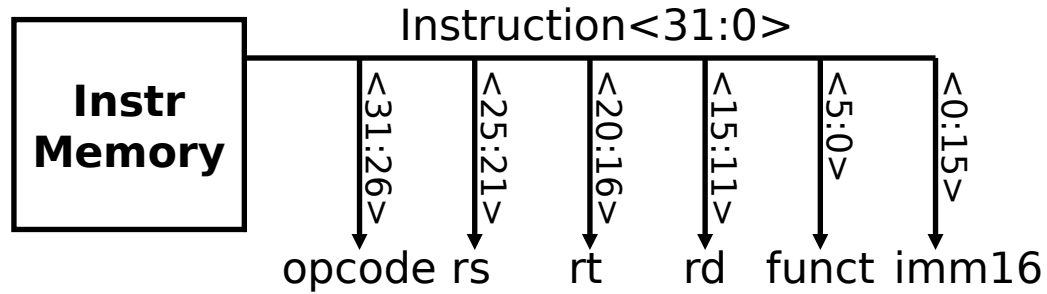 Instruction<31:0>
Instr
Memory
<31:26>
<25:21>
<20:16>
<15:11>
<5:0>
<0:15>
opcode
rs
rt
rd
funct
imm16